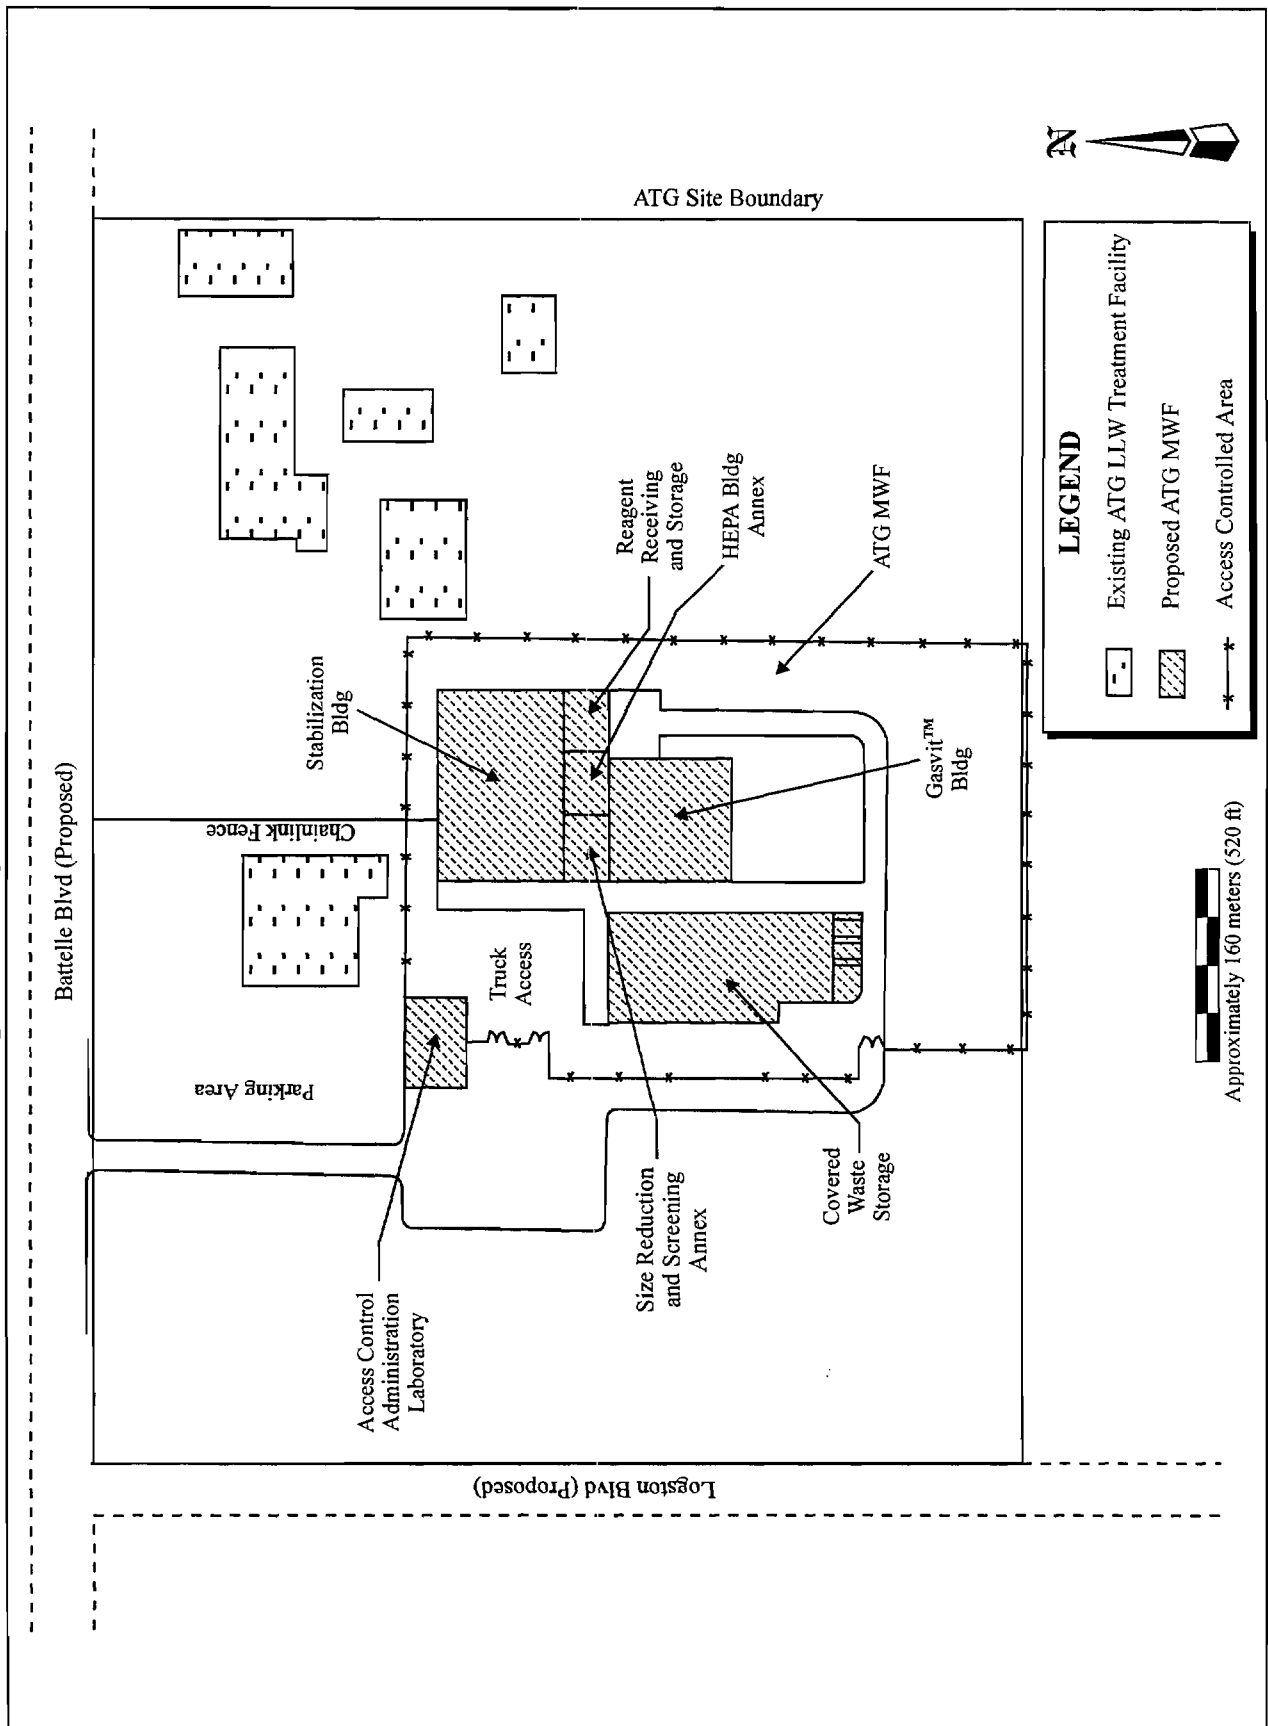 Battelle Blvd (Proposed)
Logston Blvd (Proposed)
ATG Site Boundary
Parking Area
Chainlink Fence
Access Control
Administration
Laboratory
Truck
Access
Stabilization
Bldg
Reagent
Receiving
and Storage
HEPA Bldg
Annex
ATG MWF
Size Reduction
and Screening
Annex
Covered
Waste
Storage
Gasvit™
Bldg
N
LEGEND
Existing ATG LLW Treatment Facility
Proposed ATG MWF
Access Controlled Area
Approximately 160 meters (520 ft)